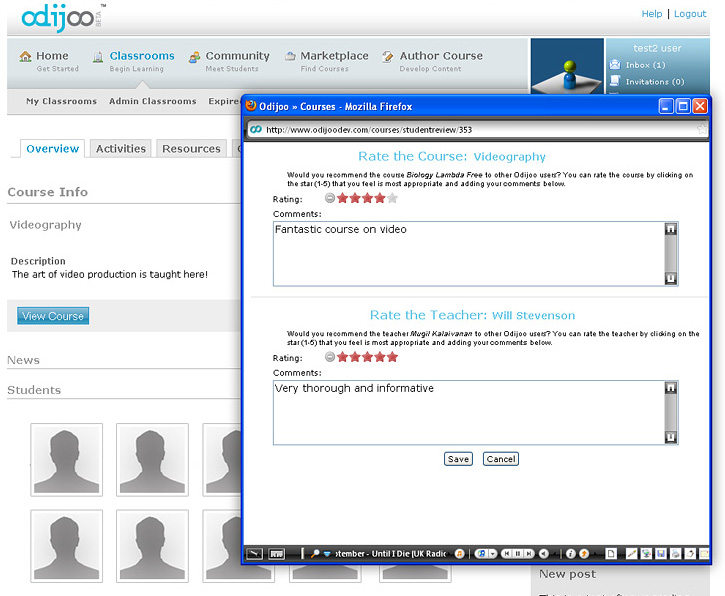 odijoo BETA ™
Help | Logout
Home
Get Started
Classrooms
Begin Learning
Community
Meet Students
Marketplace
Find Courses
Author Course
Develop Content
test2 user
Inbox (1)
Invitations (0)
My Classrooms Admin Classrooms Expire
Overview Activities Resources
Course Info
Videography
Description
The art of video production is taught here!
View Course
News
Students
Odijoo » Courses - Mozilla Firefox
http://www.odijoodev.com/courses/studentreview/353
Rate the Course: Videography
Would you recommend the course Biology Lambda Free to other Odijoo users? You can rate the course by clicking on
the star (1-5) that you feel is most appropriate and adding your comments below.
Rating:
Comments:
Fantastic course on video
Rate the Teacher: Will Stevenson
Would you recommend the teacher Mugil Kalaivanan to other Odijoo users? You can rate the teacher by clicking on the
star (1-5) that you feel is most appropriate and adding your comments below.
Rating:
Comments:
Very thorough and informative
Save Cancel
tember - Until I Die [UK Radio
New post